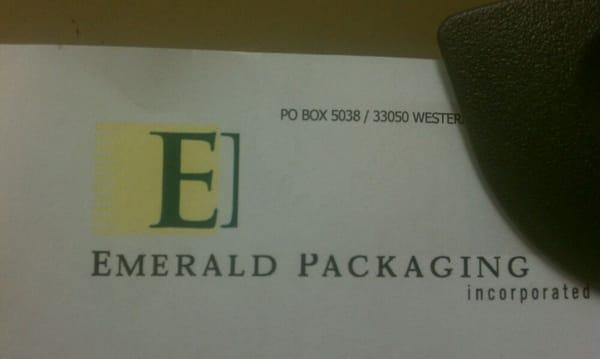 PO BOX 5038 / 33050
E]
EMERALD PACKAGING
incorporated